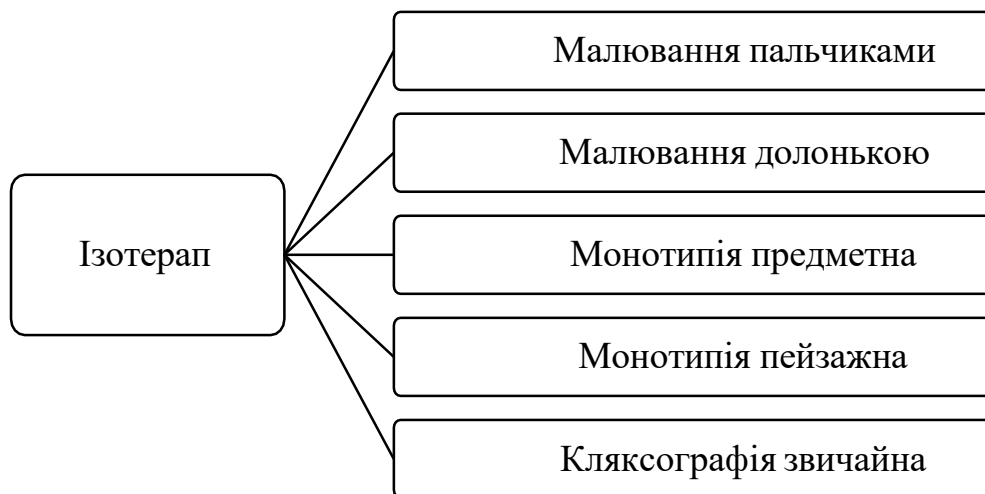 Малювання пальчиками
Малювання долонькою
Ізотерап
Монотипія предметна
Монотипія пейзажна
Кляксографія звичайна